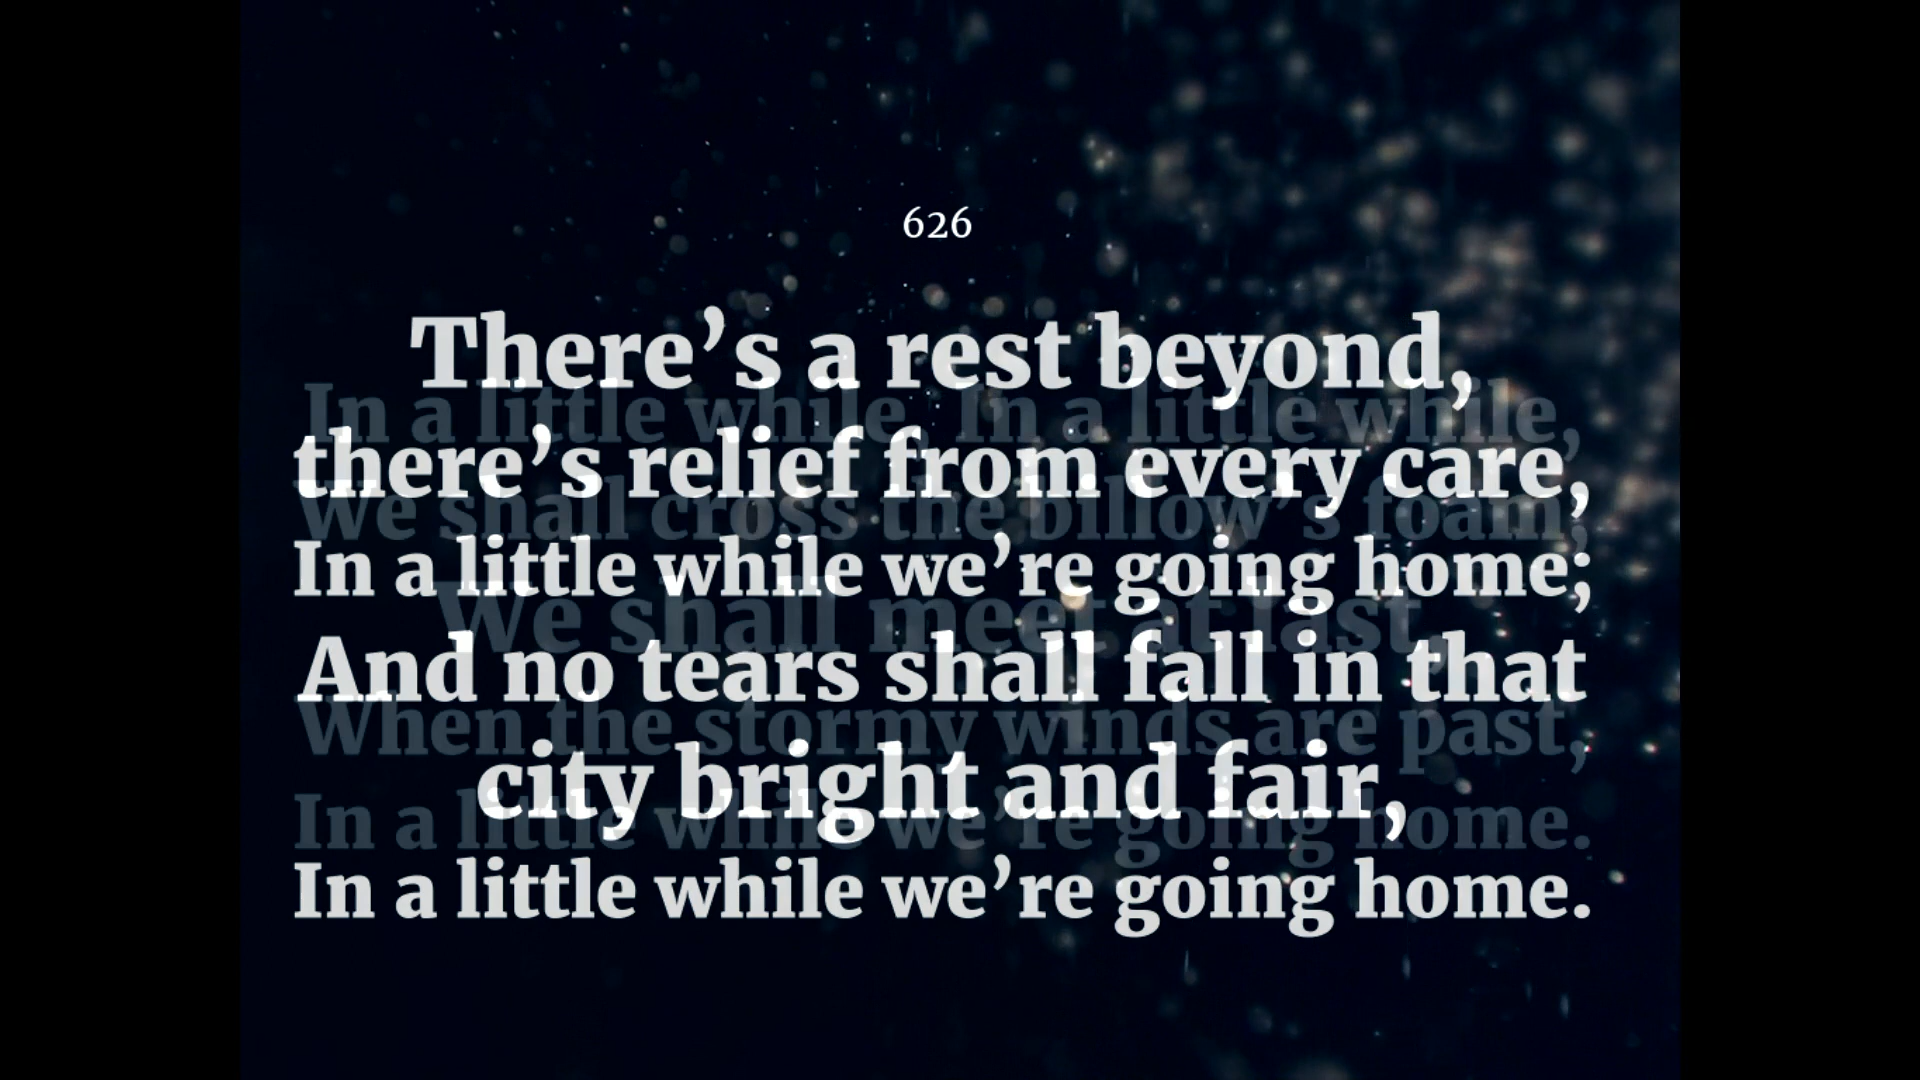 626
There’s a rest beyond,
In a little while, In a little while,
there’s relief from every care,
We shall cross the billow’s foam;
In a little while we’re going home;
We shall meet at last,
And no tears shall fall in that
When the stormy winds are past,
city bright and fair,
In a little while we’re going home.
In a little while we’re going home.